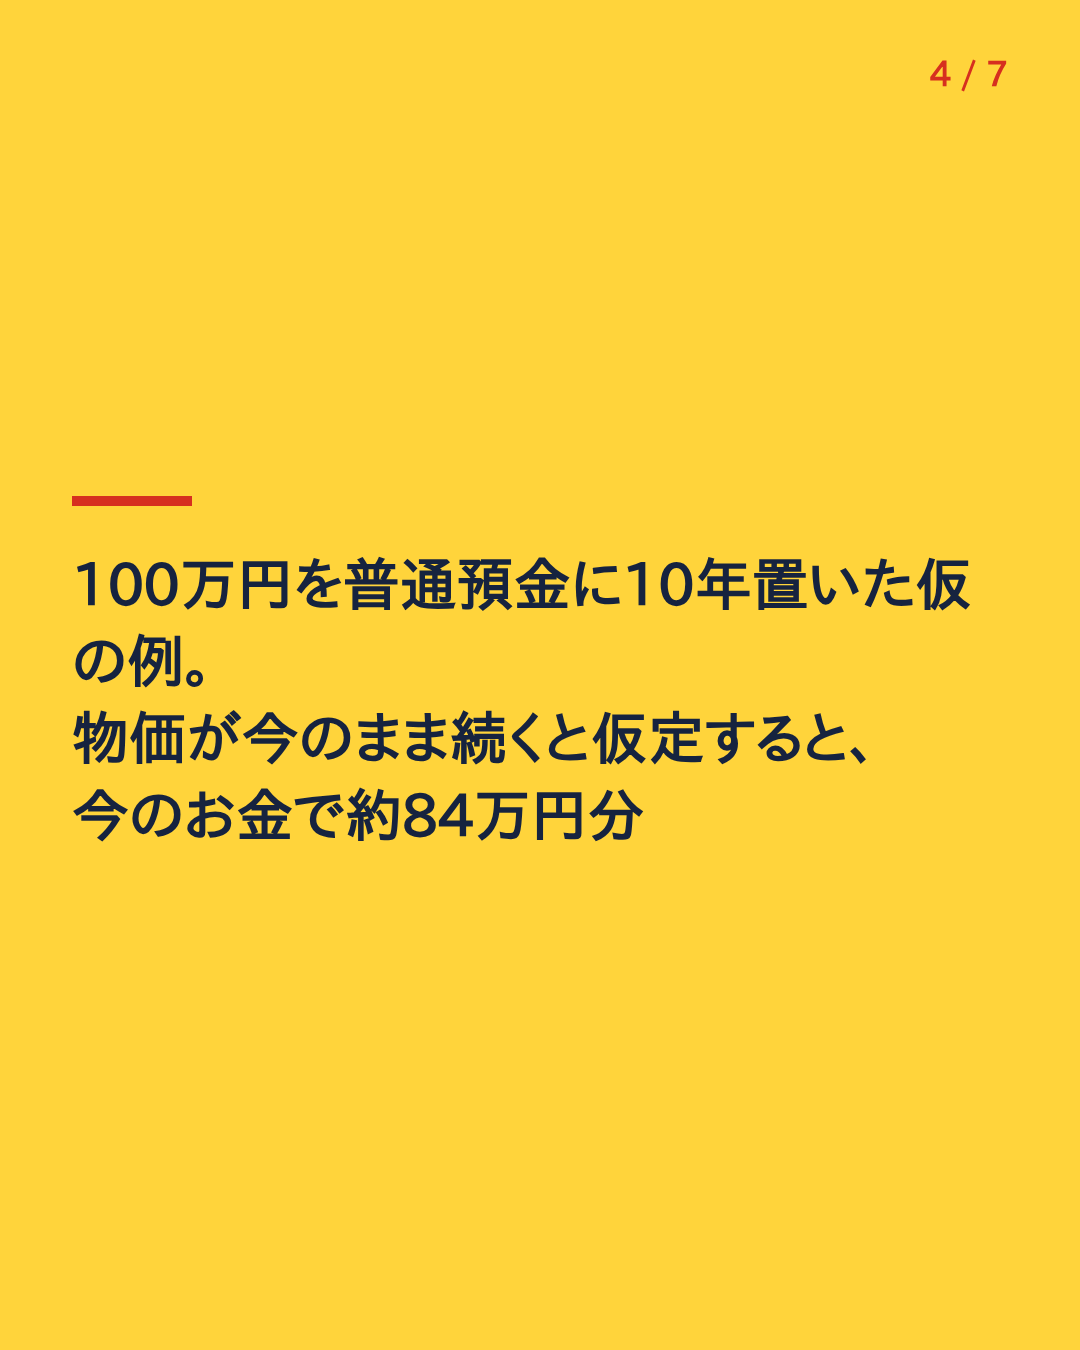 4 / 7
100万円を普通預金に10年置いた仮
の例。
物価が今のまま続くと仮定すると、
今のお金で約84万円分